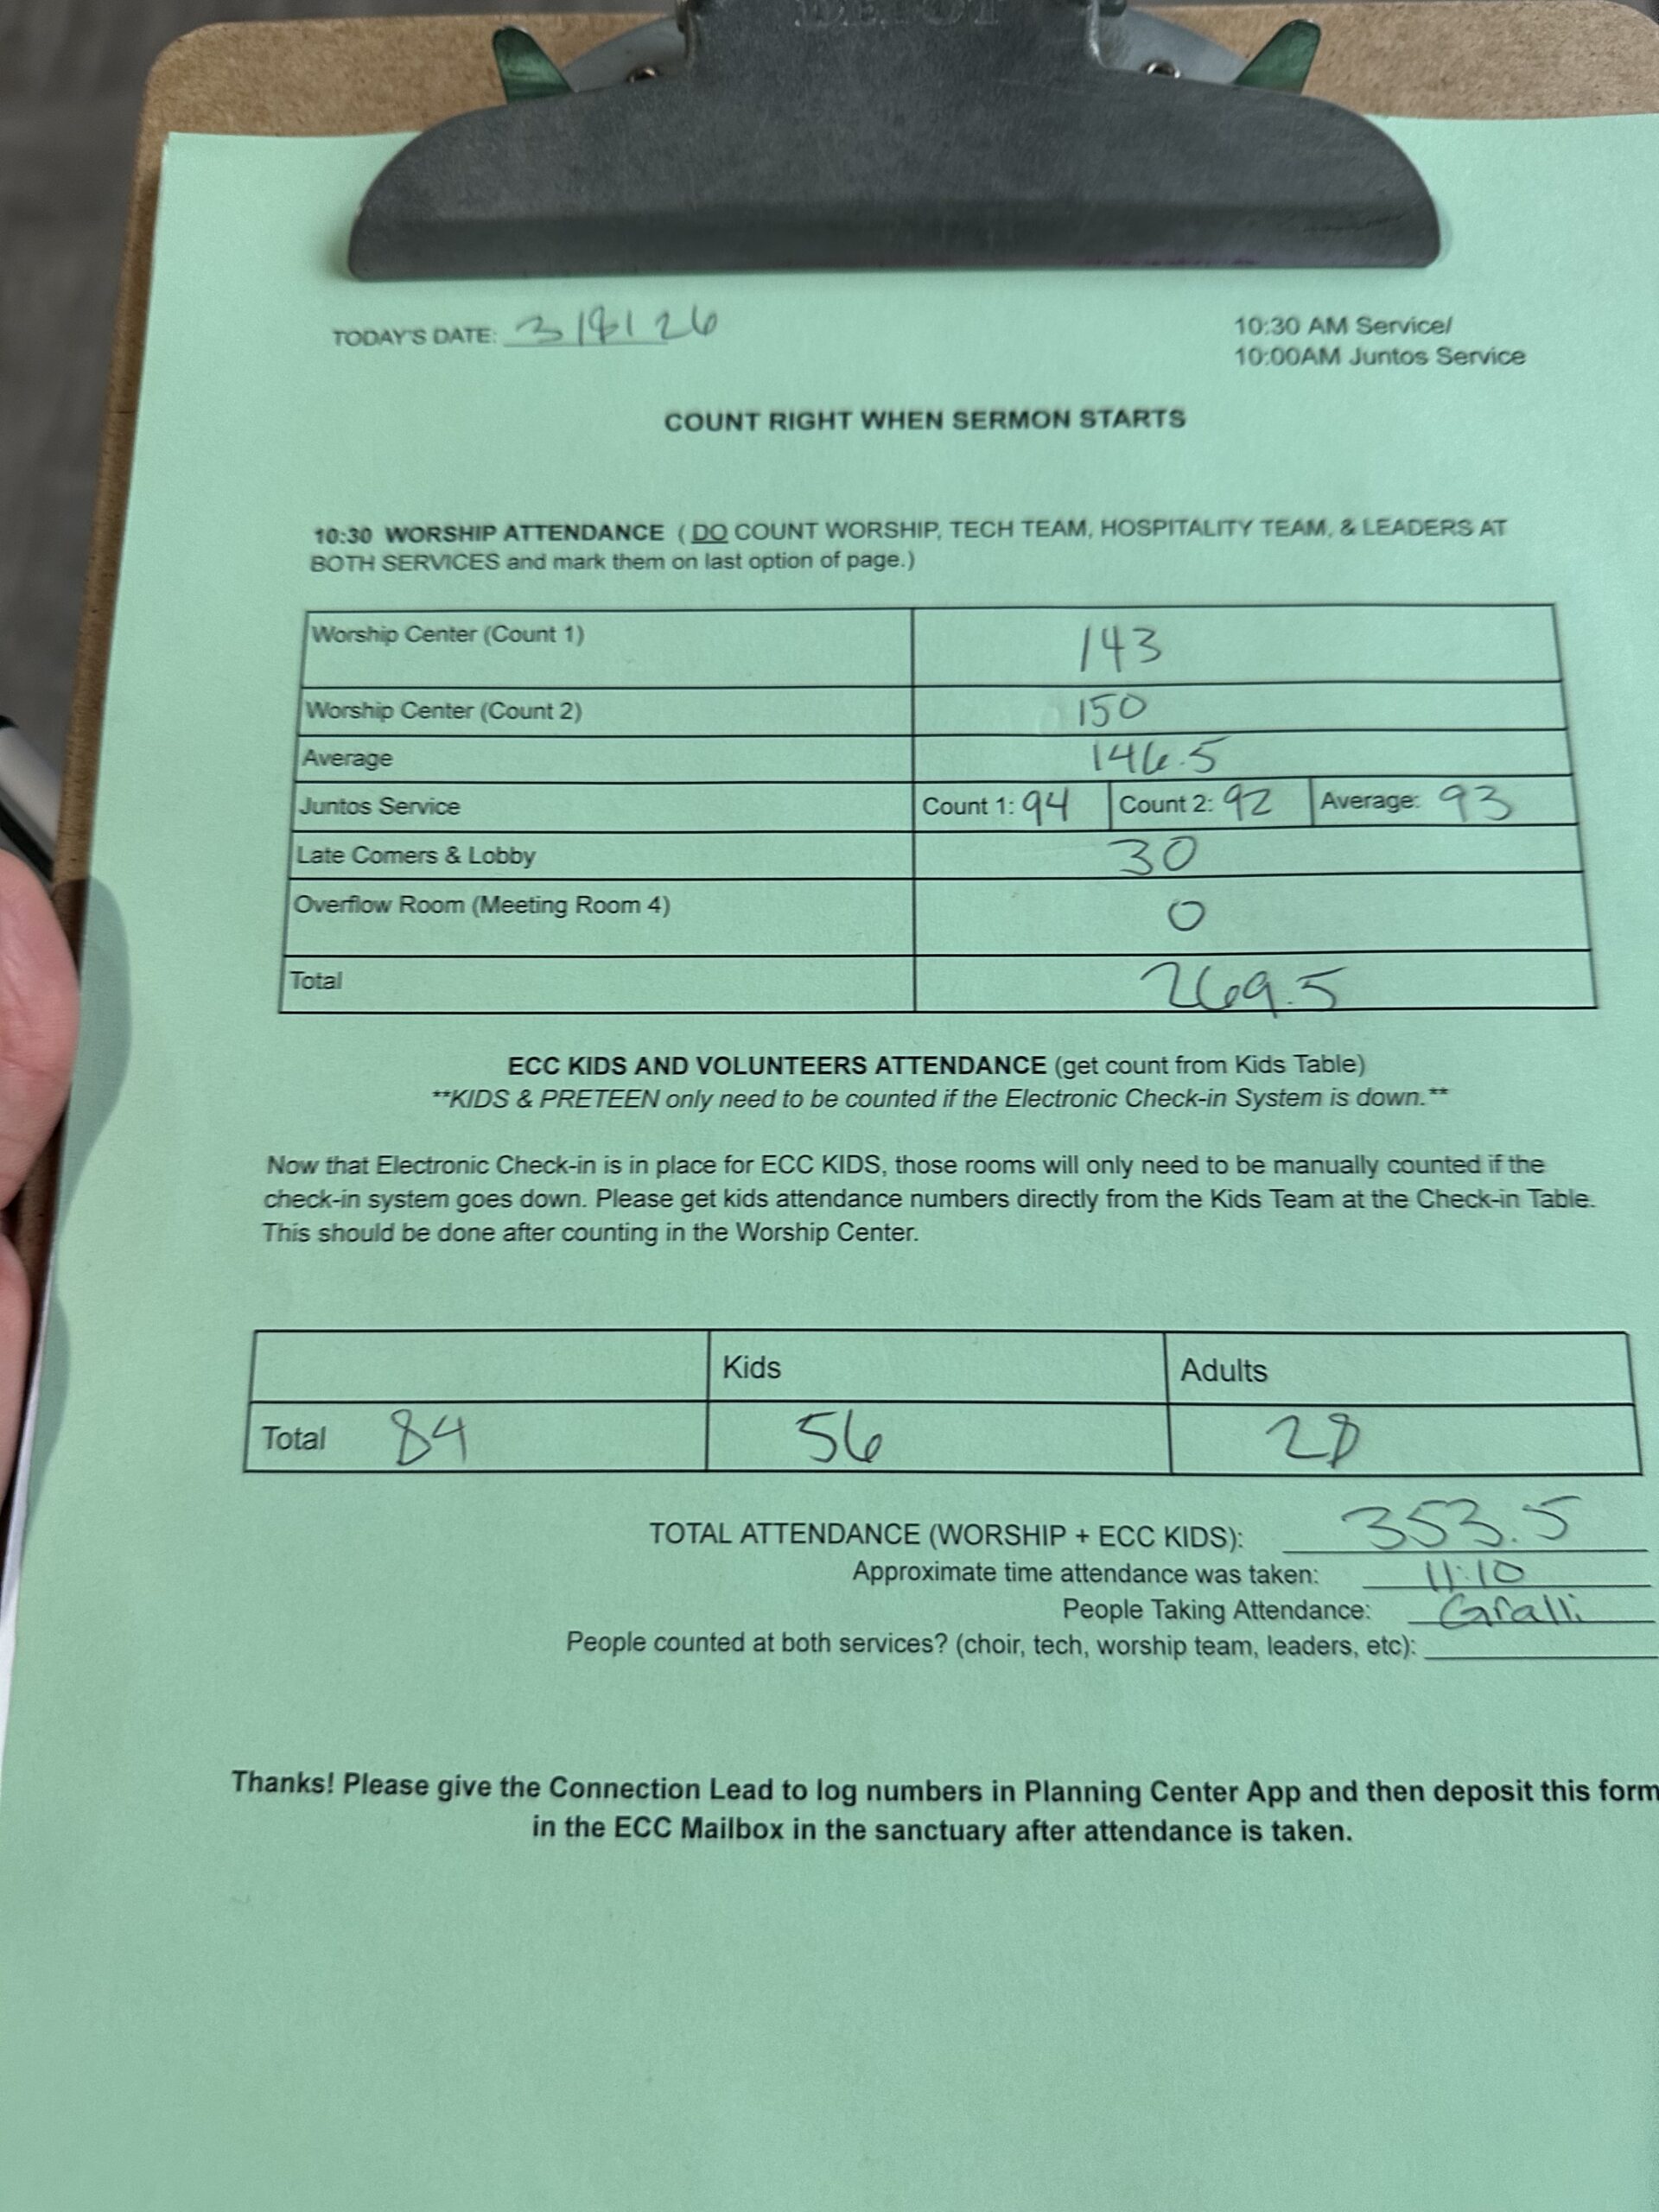 TODAY'S DATE: 3/8/26
10:30 AM Service/
10:00AM Juntos Service
COUNT RIGHT WHEN SERMON STARTS
10:30 WORSHIP ATTENDANCE ( DO COUNT WORSHIP, TECH TEAM, HOSPITALITY TEAM, & LEADERS AT
BOTH SERVICES and mark them on last option of page.)
Worship Center (Count 1) 143
Worship Center (Count 2) 150
Average 146.5
Juntos Service Count 1: 94 Count 2: 92 Average: 93
Late Comers & Lobby 30
Overflow Room (Meeting Room 4) 0
Total 269.5
ECC KIDS AND VOLUNTEERS ATTENDANCE (get count from Kids Table)
**KIDS & PRETEEN only need to be counted if the Electronic Check-in System is down.**
Now that Electronic Check-in is in place for ECC KIDS, those rooms will only need to be manually counted if the
check-in system goes down. Please get kids attendance numbers directly from the Kids Team at the Check-in Table.
This should be done after counting in the Worship Center.
Kids Adults
Total 84 56 28
TOTAL ATTENDANCE (WORSHIP + ECC KIDS): 353.5
Approximate time attendance was taken: 11:10
People Taking Attendance: Gralli
People counted at both services? (choir, tech, worship team, leaders, etc):
Thanks! Please give the Connection Lead to log numbers in Planning Center App and then deposit this form
in the ECC Mailbox in the sanctuary after attendance is taken.